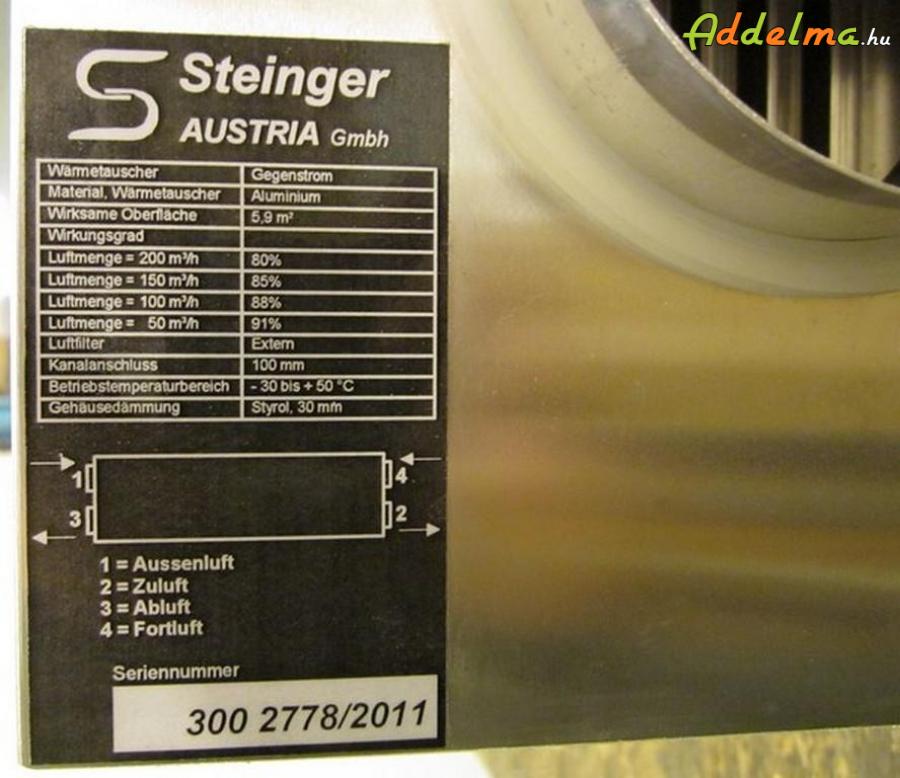 Addelma.hu
Steinger
AUSTRIA Gmbh
Wärmetauscher Gegenstrom
Material, Wärmetauscher Aluminium
Wirksame Oberfläche 5,9 m²
Wirkungsgrad
Luftmenge = 200 m³/h 80%
Luftmenge = 150 m³/h 85%
Luftmenge = 100 m³/h 88%
Luftmenge = 50 m³/h 91%
Luftfilter Extern
Kanalanschluss 100 mm
Betriebstemperaturbereich - 30 bis + 50 °C
Gehäusedämmung Styrol, 30 mm
1 4
3 2
1 = Aussenluft
2 = Zuluft
3 = Abluft
4 = Fortluft
Seriennummer
300 2778/2011